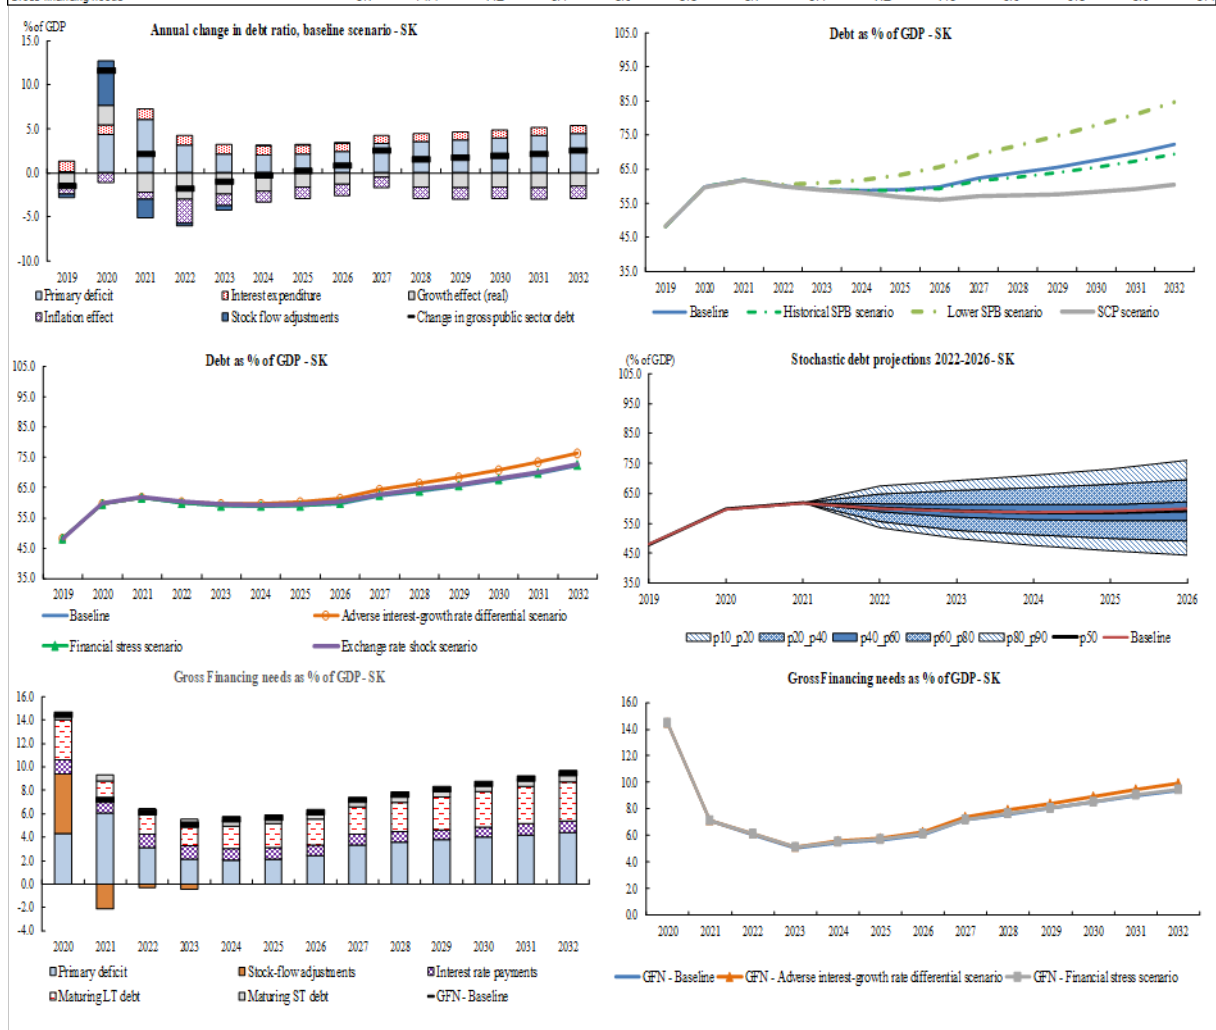 % of GDP
Annual change in debt ratio, baseline scenario - SK
15.0
10.0
5.0
0.0
-5.0
-10.0
2019 2020 2021 2022 2023 2024 2025 2026 2027 2028 2029 2030 2031 2032
Primary deficit Interest expenditure Growth effect (real)
Inflation effect Stock flow adjustments Change in gross public sector debt
Debt as % of GDP - SK
105.0
95.0
85.0
75.0
65.0
55.0
45.0
35.0
2019 2020 2021 2022 2023 2024 2025 2026 2027 2028 2029 2030 2031 2032
Baseline Historical SPB scenario Lower SPB scenario SCP scenario
Debt as % of GDP - SK
105.0
95.0
85.0
75.0
65.0
55.0
45.0
35.0
2019 2020 2021 2022 2023 2024 2025 2026 2027 2028 2029 2030 2031 2032
Baseline Adverse interest-growth rate differential scenario
Financial stress scenario Exchange rate shock scenario
(% of GDP)
Stochastic debt projections 2022-2026 - SK
105.0
95.0
85.0
75.0
65.0
55.0
45.0
35.0
2019 2020 2021 2022 2023 2024 2025 2026
p10_p20 p20_p40 p40_p60 p60_p80 p80_p90 p50 Baseline
Gross Financing needs as % of GDP - SK
16.0
14.0
12.0
10.0
8.0
6.0
4.0
2.0
0.0
-2.0
-4.0
2020 2021 2022 2023 2024 2025 2026 2027 2028 2029 2030 2031 2032
Primary deficit Stock-flow adjustments Interest rate payments
Maturing LT debt Maturing ST debt GFN - Baseline
Gross Financing needs as % of GDP - SK
16.0
14.0
12.0
10.0
8.0
6.0
4.0
2.0
0.0
2020 2021 2022 2023 2024 2025 2026 2027 2028 2029 2030 2031 2032
GFN - Baseline GFN - Adverse interest-growth rate differential scenario GFN - Financial stress scenario